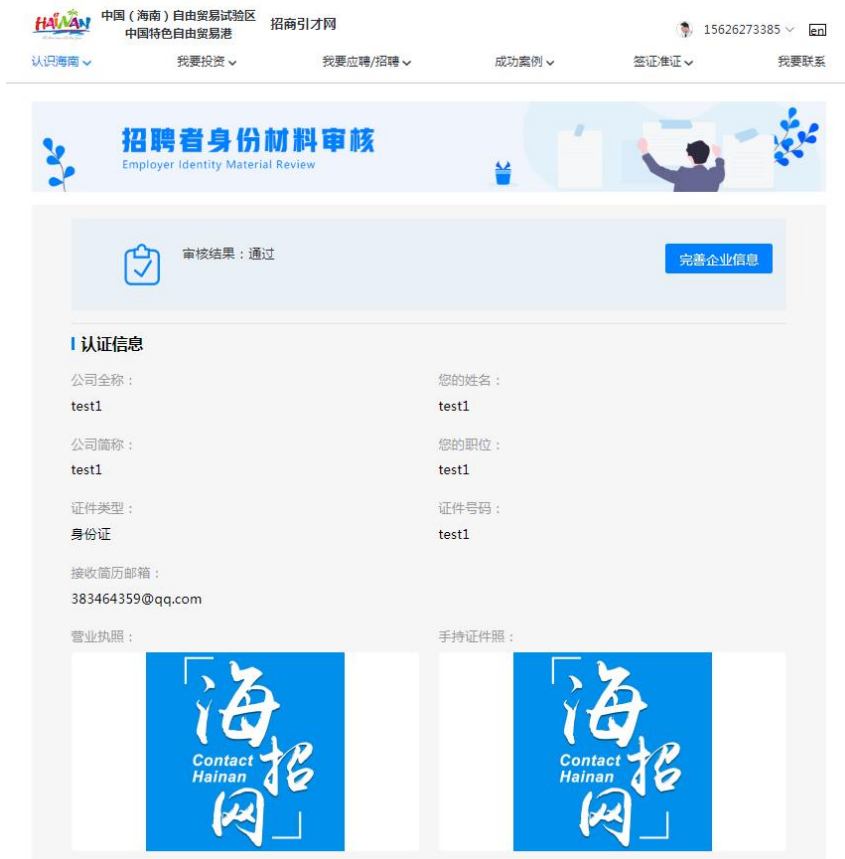 HAINAN
中国（海南）自由贸易试验区
中国特色自由贸易港
招商引才网
15626273385
en
认识海南
我要投资
我要应聘/招聘
成功案例
签证准证
我要联系
招聘者身份材料审核
Employer Identity Material Review
审核结果：通过
完善企业信息
认证信息
公司全称：
您的姓名：
test1
test1
公司简称：
您的职位：
test1
test1
证件类型：
证件号码：
身份证
test1
接收简历邮箱：
383464359@qq.com
营业执照：
手持证件照：
海招网
Contact
Hainan
海招网
Contact
Hainan